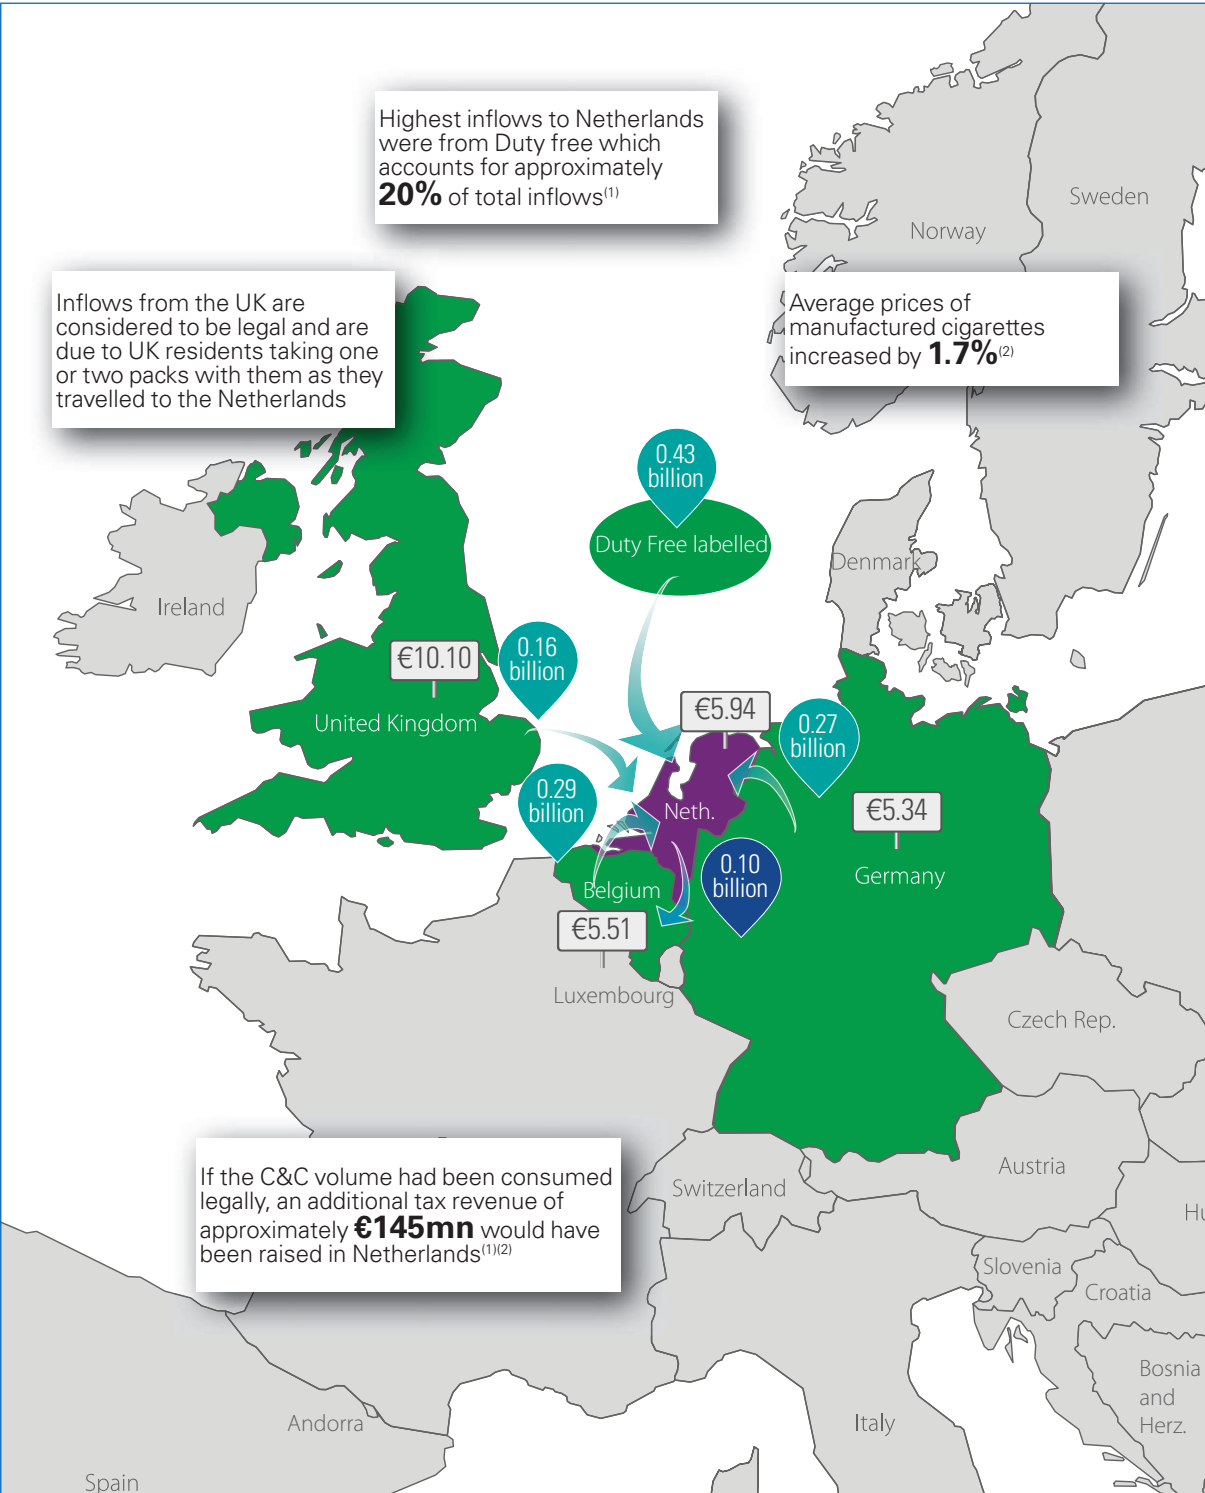 Highest inflows to Netherlands
were from Duty free which
accounts for approximately
20% of total inflows(1)
Sweden
Norway
Inflows from the UK are
considered to be legal and are
due to UK residents taking one
or two packs with them as they
travelled to the Netherlands
Average prices of
manufactured cigarettes
increased by 1.7%(2)
0.43
billion
Duty Free labelled
Denmark
Ireland
€10.10
0.16
billion
United Kingdom
€5.94
0.27
billion
0.29
billion
Neth.
€5.34
Germany
0.10
billion
Belgium
€5.51
Luxembourg
Czech Rep.
If the C&C volume had been consumed
legally, an additional tax revenue of
approximately €145mn would have
been raised in Netherlands(1)(2)
Switzerland
Austria
Hu
Slovenia
Croatia
Bosnia
and
Herz.
Andorra
Italy
Spain